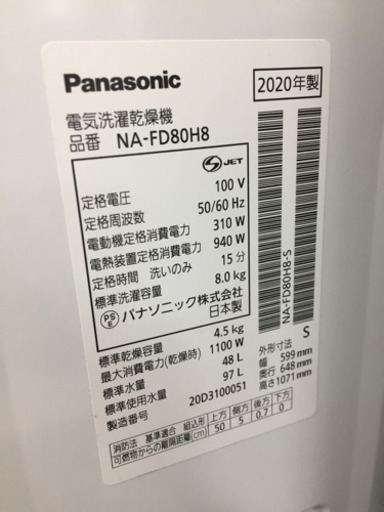 Panasonic
2020年製
電気洗濯乾燥機
品番 NA-FD80H8
S JET
定格電圧 100 V
定格周波数 50/60 Hz
電動機定格消費電力 310 W
電熱装置定格消費電力 940 W
定格時間 洗いのみ 15 分
標準洗濯容量 8.0 kg
PSE パナソニック株式会社
日本製
NA-FD80H8-S
S
標準乾燥容量 4.5 kg
最大消費電力(乾燥時) 1100 W
標準水量 48 L
標準使用水量 97 L
製造番号 20D3100051
外形寸法
幅 599 mm
奥行 648 mm
高さ 1071 mm
消防法 基準適合 組込形 上方 側方 後方 下方
可燃物からの離隔距離(cm) 50 5 0.7 0